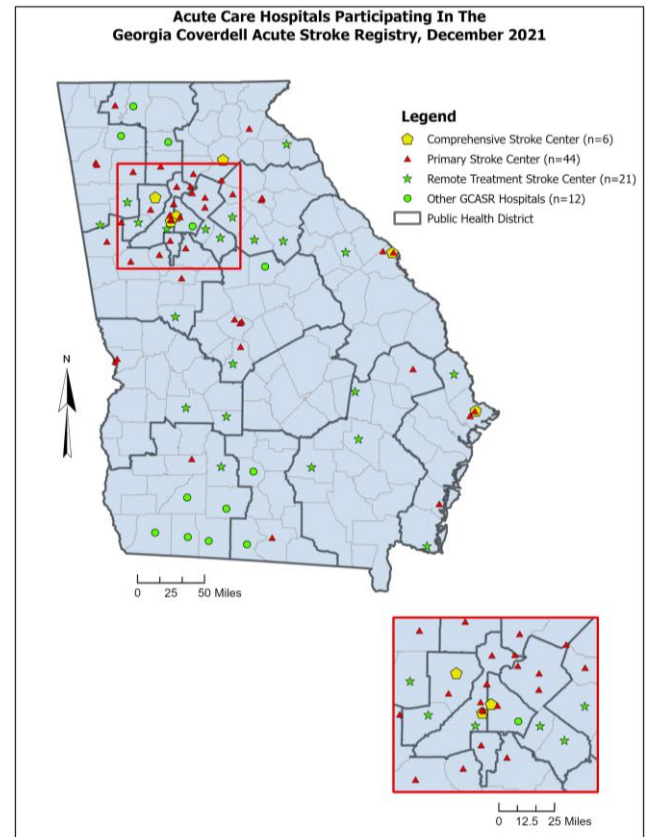 Acute Care Hospitals Participating In The
Georgia Coverdell Acute Stroke Registry, December 2021
Legend
Comprehensive Stroke Center (n=6)
Primary Stroke Center (n=44)
Remote Treatment Stroke Center (n=21)
Other GCASR Hospitals (n=12)
Public Health District
N
0 25 50 Miles
0 12.5 25 Miles